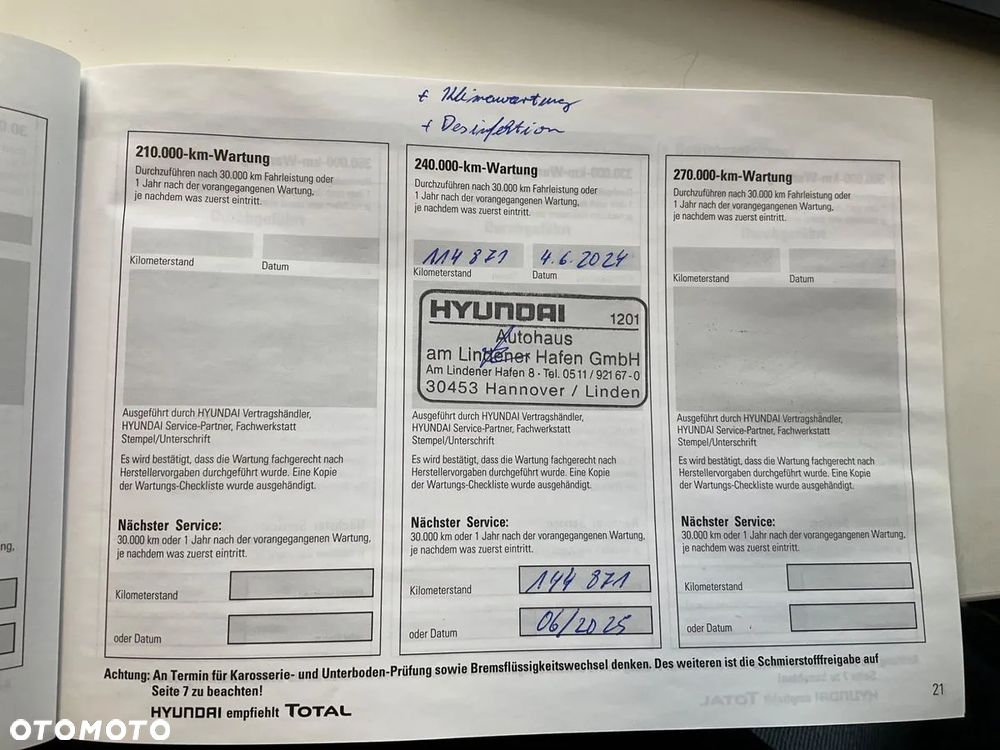 + Klimawartung
+ Desinfektion
210.000-km-Wartung
Durchzuführen nach 30.000 km Fahrleistung oder
1 Jahr nach der vorangegangenen Wartung,
je nachdem was zuerst eintritt.
Kilometerstand
Datum
Ausgeführt durch HYUNDAI Vertragshändler,
HYUNDAI Service-Partner, Fachwerkstatt
Stempel/Unterschrift
Es wird bestätigt, dass die Wartung fachgerecht nach
Herstellervorgaben durchgeführt wurde. Eine Kopie
der Wartungs-Checkliste wurde ausgehändigt.
Nächster Service:
30.000 km oder 1 Jahr nach der vorangegangenen Wartung,
je nachdem was zuerst eintritt.
Kilometerstand
oder Datum
240.000-km-Wartung
Durchzuführen nach 30.000 km Fahrleistung oder
1 Jahr nach der vorangegangenen Wartung,
je nachdem was zuerst eintritt.
114 871
4.6.2024
Kilometerstand
Datum
HYUNDAI 1201
Autohaus
am Lindener Hafen GmbH
Am Lindener Hafen 8 · Tel. 0511 / 921 67-0
30453 Hannover / Linden
Ausgeführt durch HYUNDAI Vertragshändler,
HYUNDAI Service-Partner, Fachwerkstatt
Stempel/Unterschrift
Es wird bestätigt, dass die Wartung fachgerecht nach
Herstellervorgaben durchgeführt wurde. Eine Kopie
der Wartungs-Checkliste wurde ausgehändigt.
Nächster Service:
30.000 km oder 1 Jahr nach der vorangegangenen Wartung,
je nachdem was zuerst eintritt.
Kilometerstand 144 871
oder Datum 06/2025
270.000-km-Wartung
Durchzuführen nach 30.000 km Fahrleistung oder
1 Jahr nach der vorangegangenen Wartung,
je nachdem was zuerst eintritt.
Kilometerstand
Datum
Ausgeführt durch HYUNDAI Vertragshändler,
HYUNDAI Service-Partner, Fachwerkstatt
Stempel/Unterschrift
Es wird bestätigt, dass die Wartung fachgerecht nach
Herstellervorgaben durchgeführt wurde. Eine Kopie
der Wartungs-Checkliste wurde ausgehändigt.
Nächster Service:
30.000 km oder 1 Jahr nach der vorangegangenen Wartung,
je nachdem was zuerst eintritt.
Kilometerstand
oder Datum
Achtung: An Termin für Karosserie- und Unterboden-Prüfung sowie Bremsflüssigkeitswechsel denken. Des weiteren ist die Schmierstofffreigabe auf
Seite 7 zu beachten!
HYUNDAI empfiehlt TOTAL
21
OTOMOTO